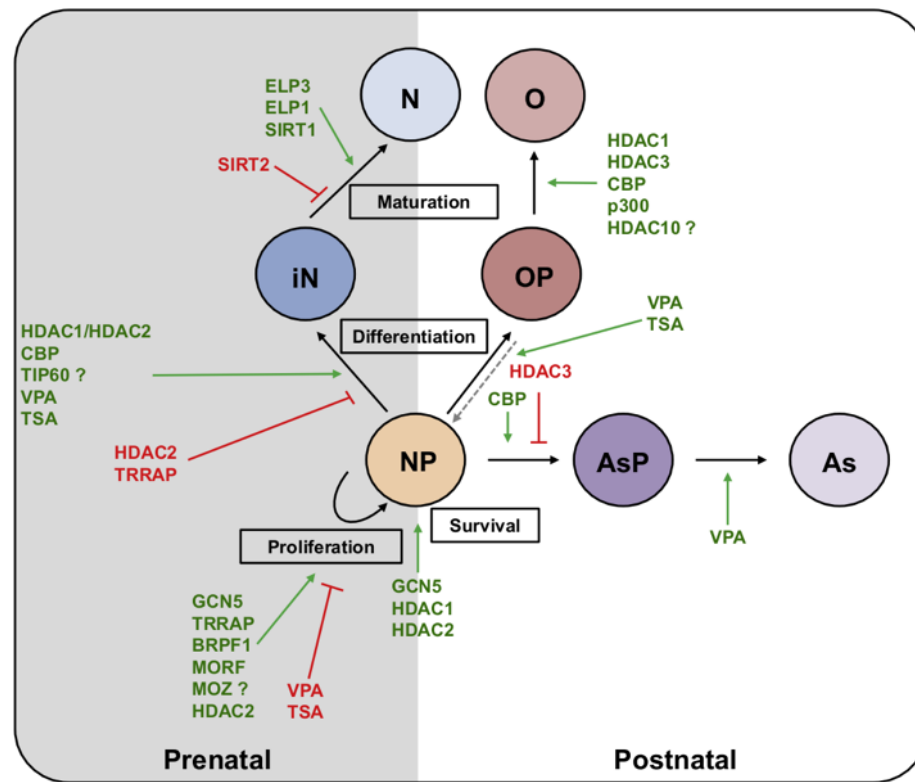 N
O
ELP3
ELP1
SIRT1
SIRT2
HDAC1
HDAC3
CBP
p300
HDAC10 ?
Maturation
iN
OP
VPA
TSA
HDAC1/HDAC2
CBP
TIP60 ?
VPA
TSA
Differentiation
HDAC3
CBP
HDAC2
TRRAP
NP
AsP
As
Proliferation
Survival
VPA
GCN5
HDAC1
HDAC2
GCN5
TRRAP
BRPF1
MORF
MOZ ?
HDAC2
VPA
TSA
Prenatal
Postnatal